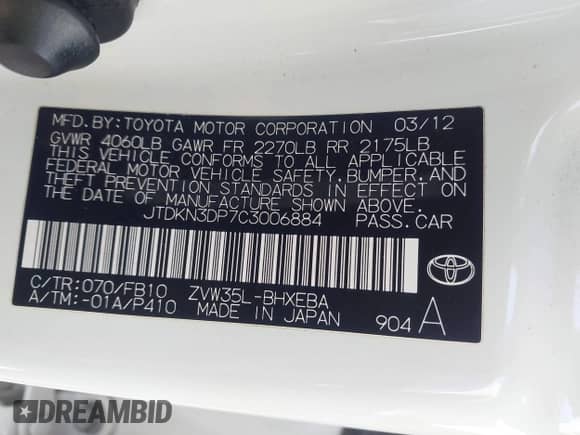 MFD.BY:TOYOTA MOTOR CORPORATION 03/12
GVWR 4060LB GAWR FR 2270LB RR 2175LB
THIS VEHICLE CONFORMS TO ALL APPLICABLE
FEDERAL MOTOR VEHICLE SAFETY,BUMPER,AND
THEFT PREVENTION STANDARDS IN EFFECT ON
THE DATE OF MANUFACTURE SHOWN ABOVE.
JTDKN3DP7C3006884 PASS.CAR
C/TR:070/FB10 ZVW35L-BHXEBA
A/TM:-01A/P410 MADE IN JAPAN 904 A
TOYOTA
DREAMBID